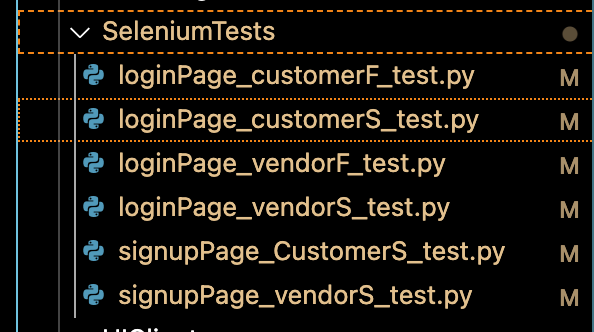 SeleniumTests
loginPage_customerF_test.py M
loginPage_customerS_test.py M
loginPage_vendorF_test.py M
loginPage_vendorS_test.py M
signupPage_CustomerS_test.py M
signupPage_vendorS_test.py M